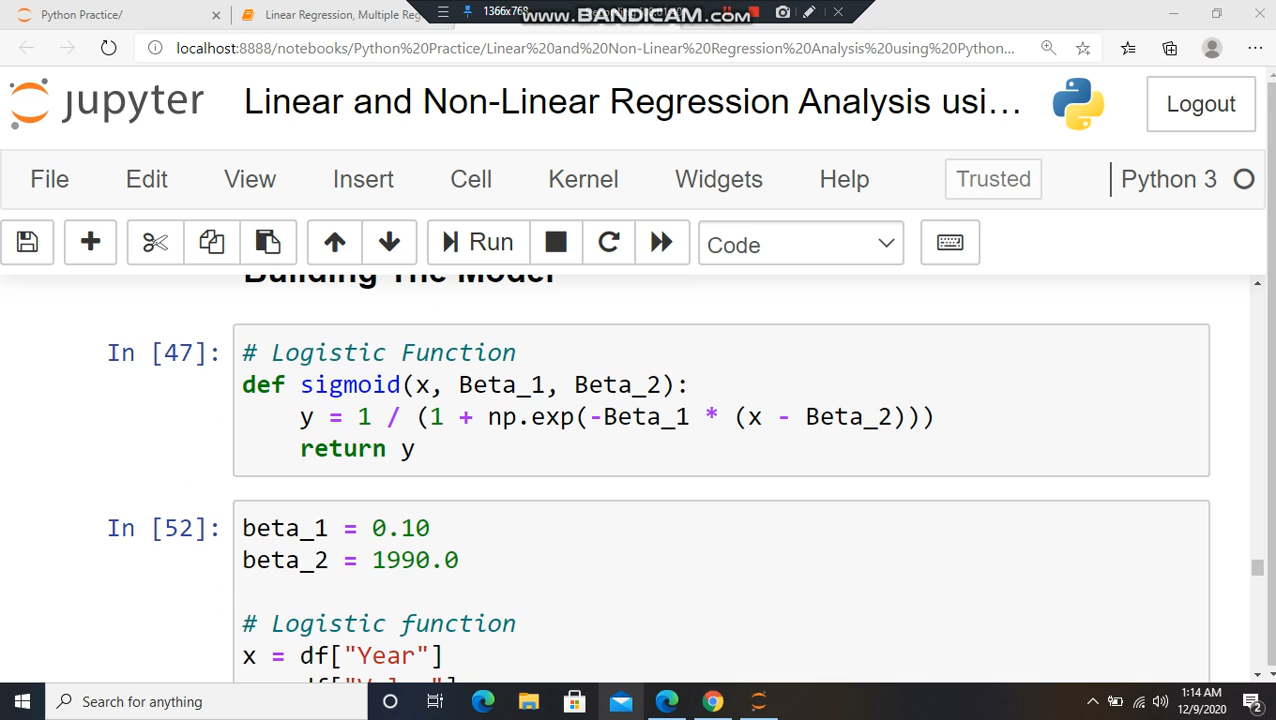 Python Practice/
Linear Regression, Multiple Reg
1366x768
www.BANDICAM.com
localhost:8888/notebooks/Python%20Practice/Linear%20and%20Non-Linear%20Regression%20Analysis%20using%20Python...
jupyter
Linear and Non-Linear Regression Analysis usi...
Logout
File
Edit
View
Insert
Cell
Kernel
Widgets
Help
Trusted
Python 3
Run
Code
Building The Model
In [47]:
# Logistic Function
def sigmoid(x, Beta_1, Beta_2):
y = 1 / (1 + np.exp(-Beta_1 * (x - Beta_2)))
return y
In [52]:
beta_1 = 0.10
beta_2 = 1990.0
# Logistic function
x = df["Year"]
Search for anything
1:14 AM
12/9/2020
2